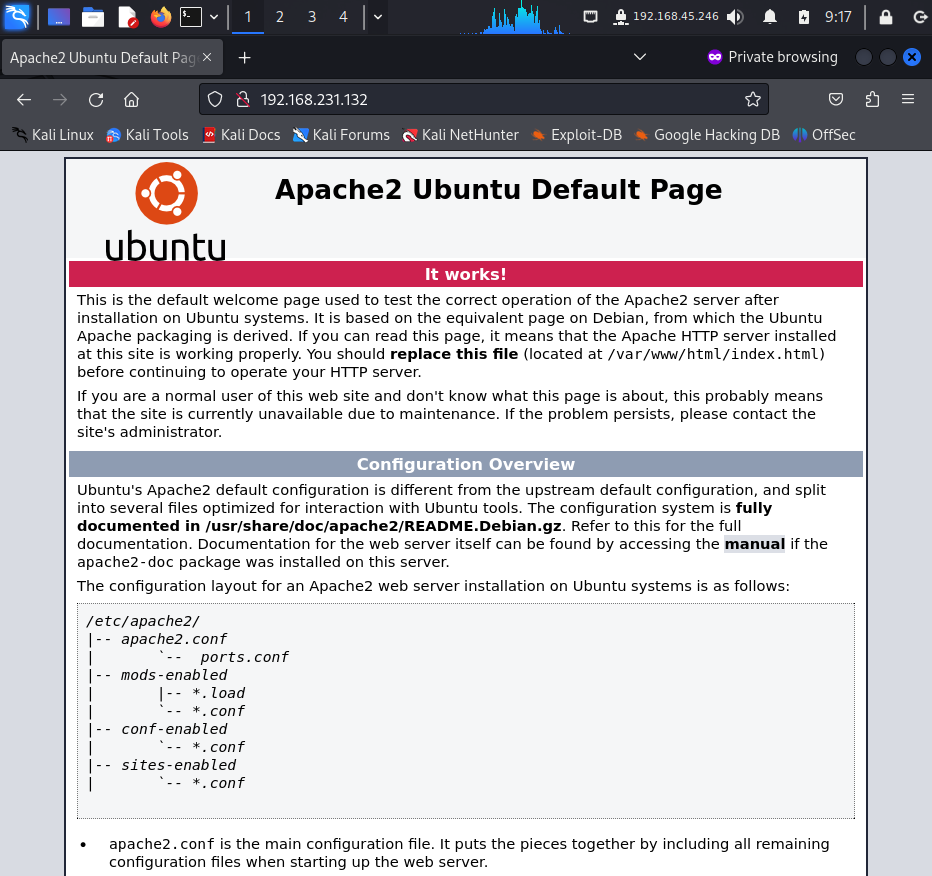 1 2 3 4 192.168.45.246 9:17
Apache2 Ubuntu Default Pag Private browsing
192.168.231.132
Kali Linux Kali Tools Kali Docs Kali Forums Kali NetHunter Exploit-DB Google Hacking DB OffSec
Apache2 Ubuntu Default Page
ubuntu
It works!
This is the default welcome page used to test the correct operation of the Apache2 server after
installation on Ubuntu systems. It is based on the equivalent page on Debian, from which the Ubuntu
Apache packaging is derived. If you can read this page, it means that the Apache HTTP server installed
at this site is working properly. You should replace this file (located at /var/www/html/index.html)
before continuing to operate your HTTP server.
If you are a normal user of this web site and don't know what this page is about, this probably means
that the site is currently unavailable due to maintenance. If the problem persists, please contact the
site's administrator.
Configuration Overview
Ubuntu's Apache2 default configuration is different from the upstream default configuration, and split
into several files optimized for interaction with Ubuntu tools. The configuration system is fully
documented in /usr/share/doc/apache2/README.Debian.gz. Refer to this for the full
documentation. Documentation for the web server itself can be found by accessing the manual if the
apache2-doc package was installed on this server.
The configuration layout for an Apache2 web server installation on Ubuntu systems is as follows:
/etc/apache2/
|-- apache2.conf
|       `--  ports.conf
|-- mods-enabled
|       |-- *.load
|       `-- *.conf
|-- conf-enabled
|       `-- *.conf
|-- sites-enabled
|       `-- *.conf
• apache2.conf is the main configuration file. It puts the pieces together by including all remaining
configuration files when starting up the web server.